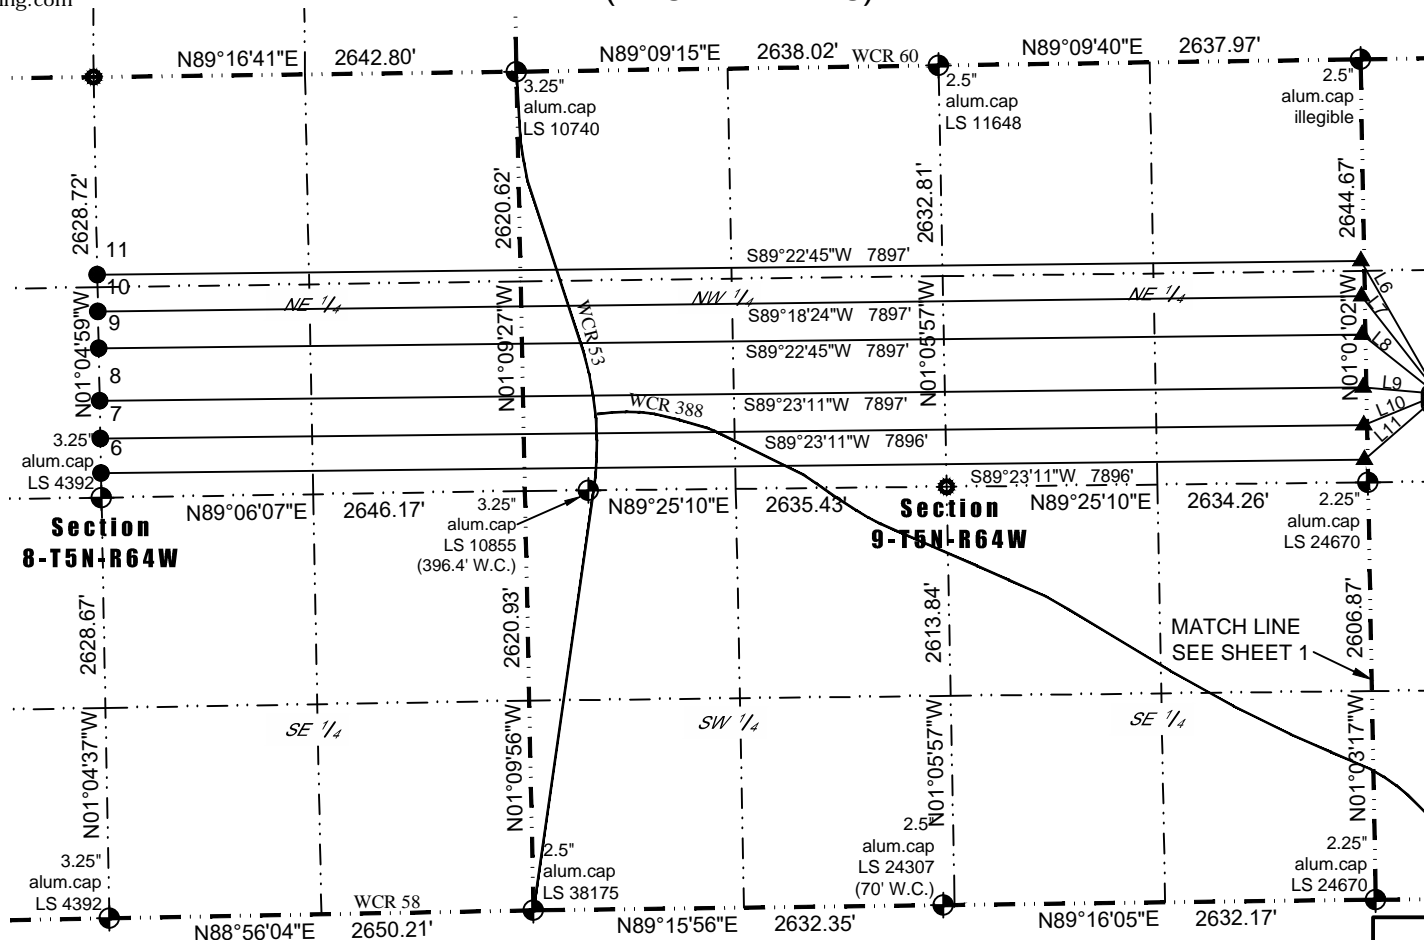 ing.com
N89°16'41"E 2642.80'
N89°09'15"E 2638.02'
WCR 60
N89°09'40"E 2637.97'
3.25"
alum.cap
LS 10740
2.5"
alum.cap
LS 11648
2.5"
alum.cap
illegible
2628.72'
2620.62'
2632.81'
2644.67'
11
S89°22'45"W 7897'
10
NE 1/4
NW 1/4
NE 1/4
S89°18'24"W 7897'
9
S89°22'45"W 7897'
8
S89°23'11"W 7897'
7
S89°23'11"W 7896'
6
S89°23'11"W 7896'
N01°04'59"W
N01°09'27"W
N01°05'57"W
N01°01'02"W
WCR 53
WCR 388
L6
L7
L8
L9
L10
L11
3.25"
alum.cap
LS 4392
N89°06'07"E 2646.17'
3.25"
alum.cap
LS 10855
(396.4' W.C.)
N89°25'10"E 2635.43'
N89°25'10"E 2634.26'
2.25"
alum.cap
LS 24670
Section
8-T5N-R64W
Section
9-T5N-R64W
2628.67'
2620.93'
2613.84'
2606.87'
MATCH LINE
SEE SHEET 1
SE 1/4
SW 1/4
SE 1/4
N01°04'37"W
N01°09'56"W
N01°05'57"W
N01°03'17"W
3.25"
alum.cap
LS 4392
2.5"
alum.cap
LS 38175
2.5"
alum.cap
LS 24307
(70' W.C.)
2.25"
alum.cap
LS 24670
WCR 58
N88°56'04"E 2650.21'
N89°15'56"E 2632.35'
N89°16'05"E 2632.17'